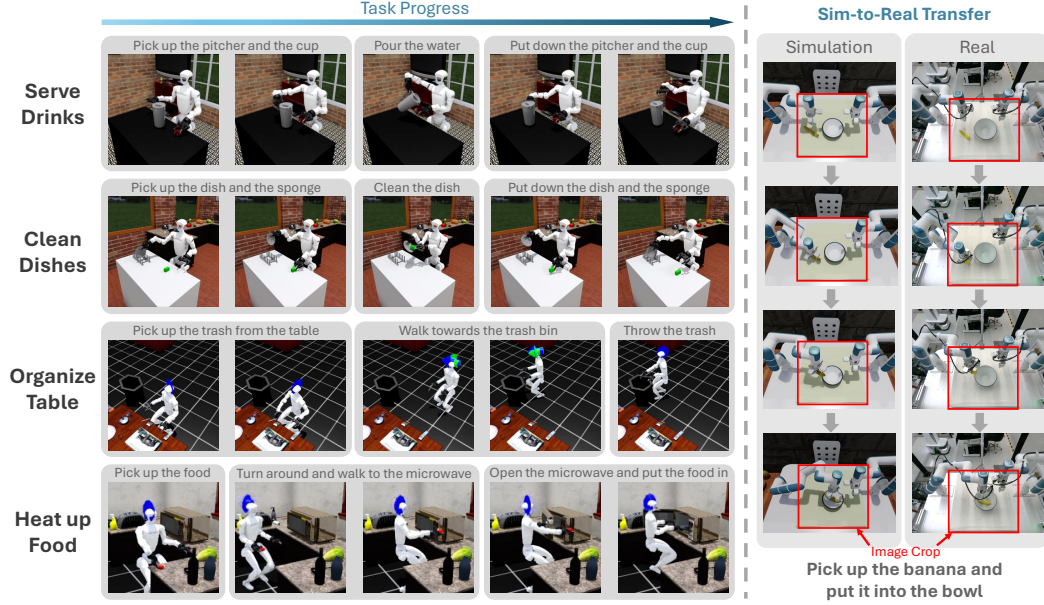 Task Progress
Serve
Drinks
Pick up the pitcher and the cup
Pour the water
Put down the pitcher and the cup
Clean
Dishes
Pick up the dish and the sponge
Clean the dish
Put down the dish and the sponge
Organize
Table
Pick up the trash from the table
Walk towards the trash bin
Throw the trash
Heat up
Food
Pick up the food
Turn around and walk to the microwave
Open the microwave and put the food in
Sim-to-Real Transfer
Simulation
Real
Image Crop
Pick up the banana and
put it into the bowl